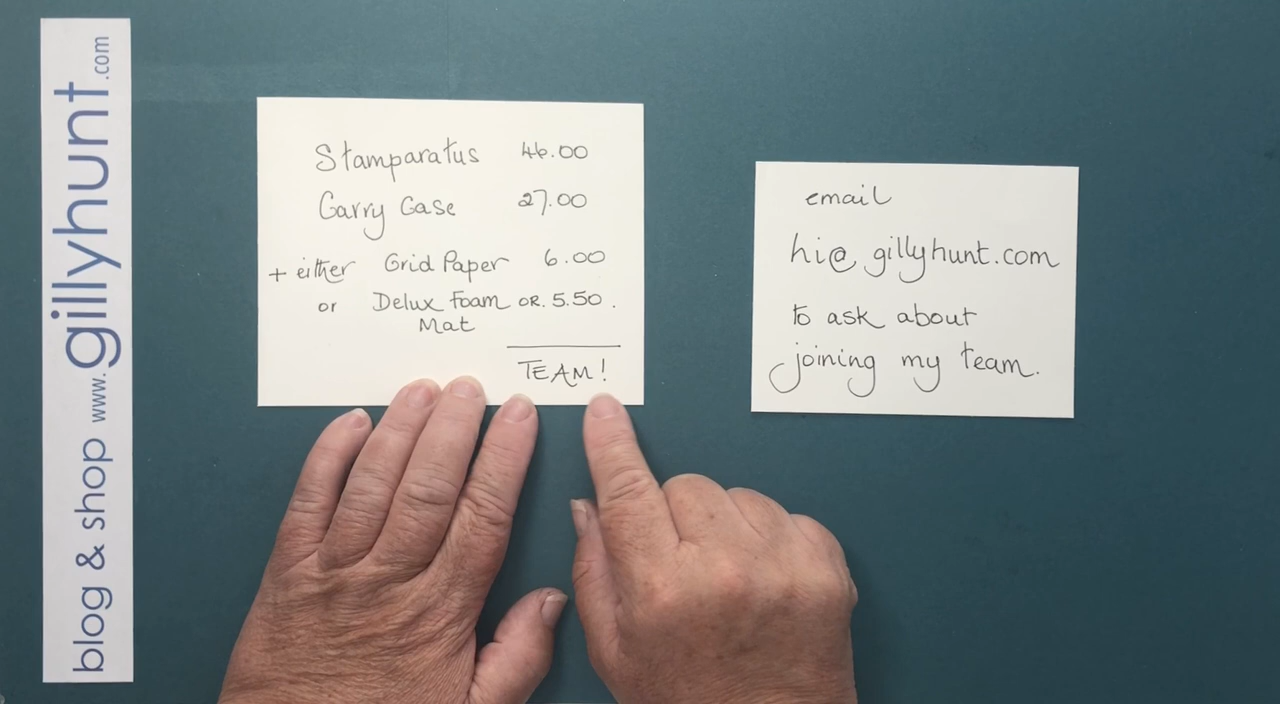 blog & shop www.gillyhunt.com
Stamparatus 46.00
Carry Case 27.00
+ either Grid Paper 6.00
or Delux Foam OR. 5.50.
Mat
TEAM!
email
hi@gillyhunt.com
to ask about
joining my team.